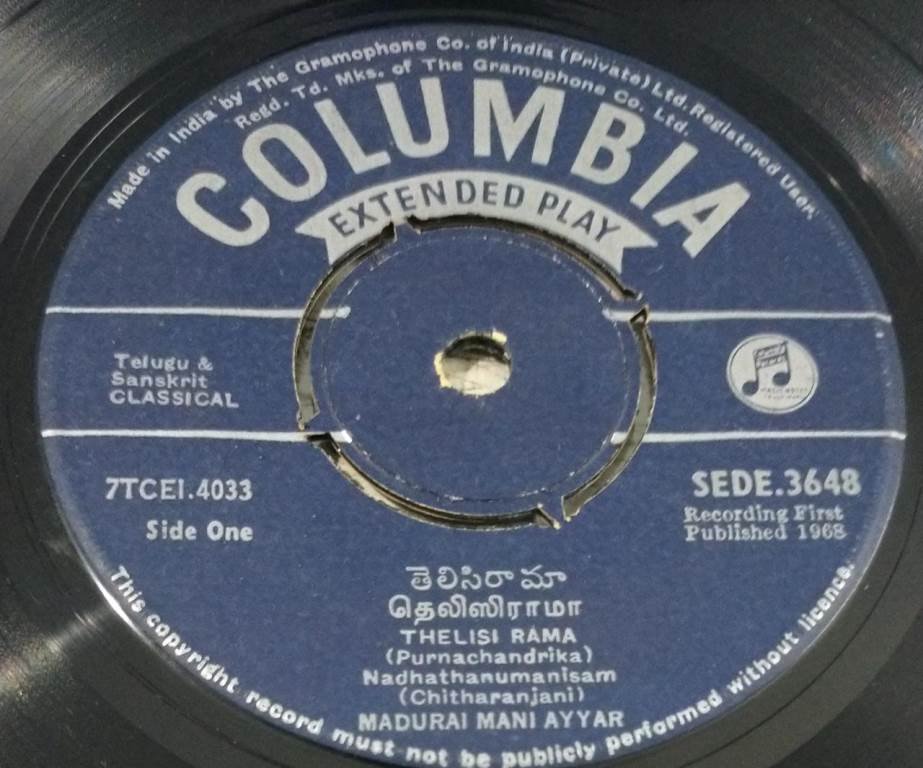 Made in India by The Gramophone Co. of India (Private) Ltd. Registered User.
Regd. Td. Mks. of The Gramophone Co. Ltd.
COLUMBIA
EXTENDED PLAY
Telugu &
Sanskrit
CLASSICAL
7TCEI.4033
Side One
SEDE.3648
Recording First
Published 1968
తెలిసిరామా
தெலிஸிராமா
THELISI RAMA
(Purnachandrika)
Nadhathanumanisam
(Chitharanjani)
MADURAI MANI AYYAR
This copyright record must not be publicly performed without licence.